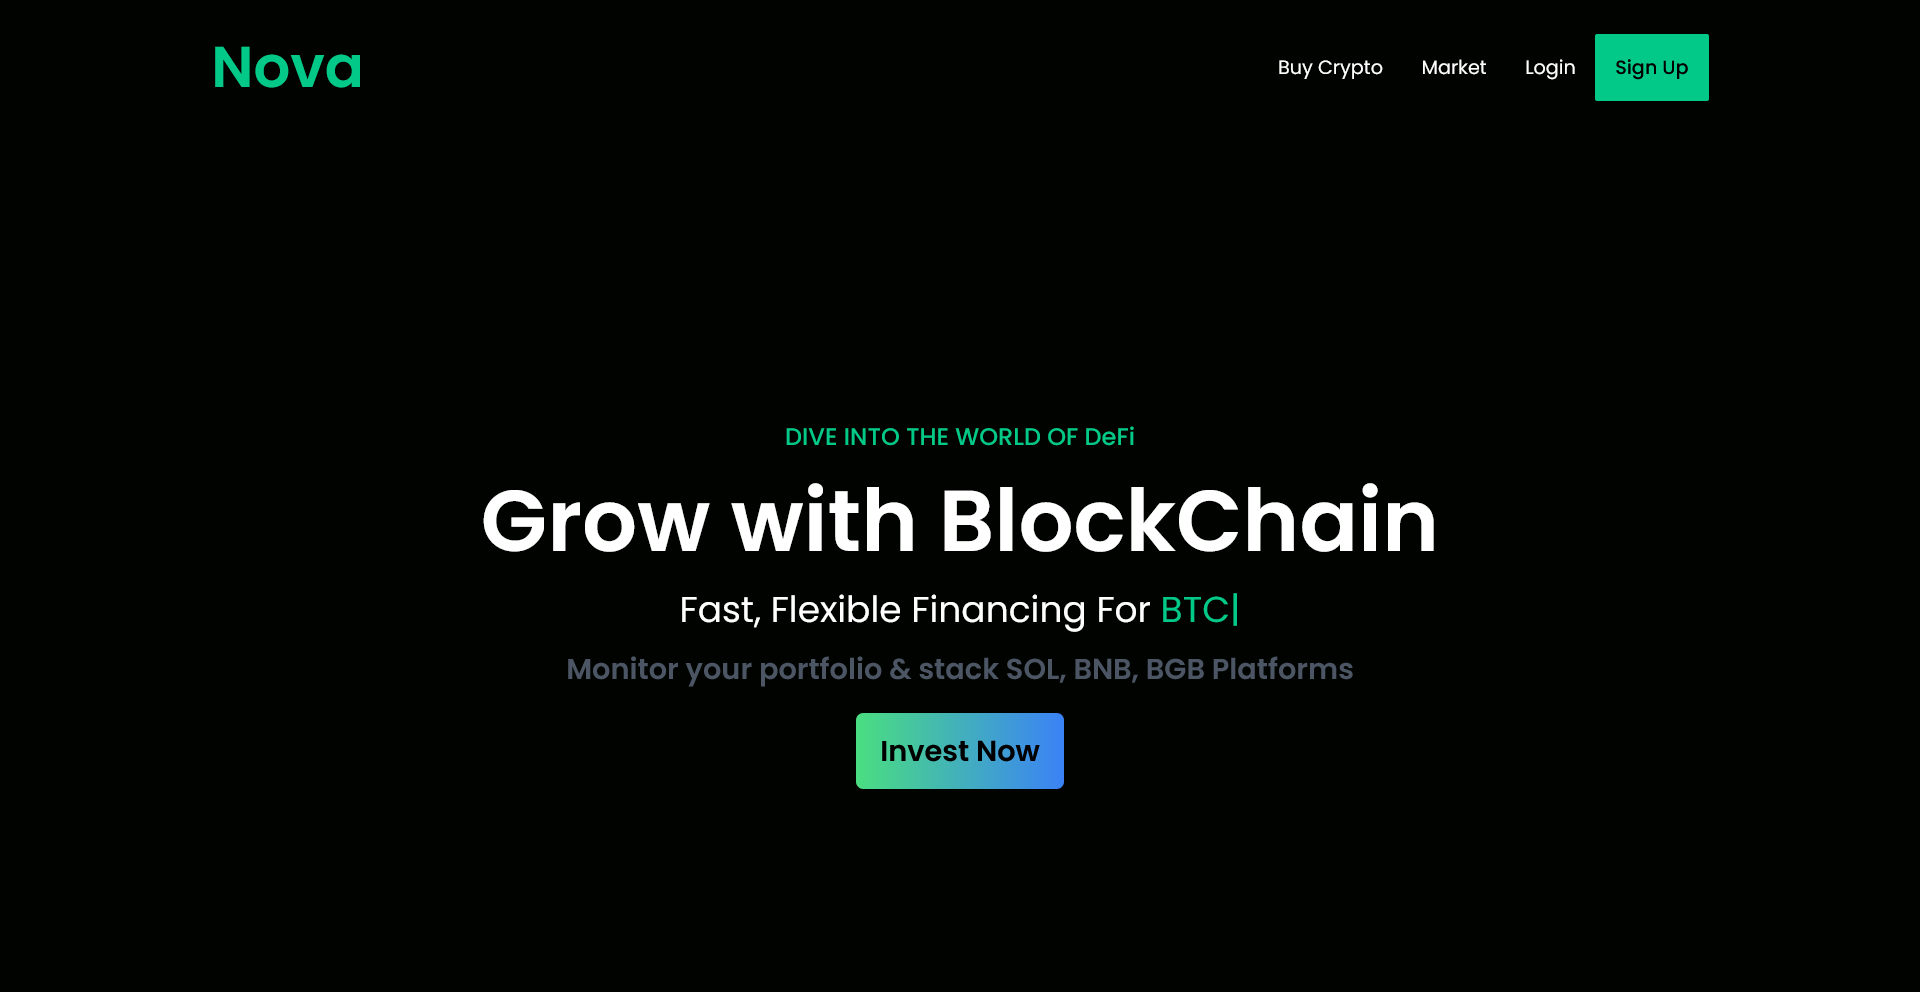 Nova
Buy Crypto
Market
Login
Sign Up
DIVE INTO THE WORLD OF DeFi
Grow with BlockChain
Fast, Flexible Financing For BTC|
Monitor your portfolio & stack SOL, BNB, BGB Platforms
Invest Now